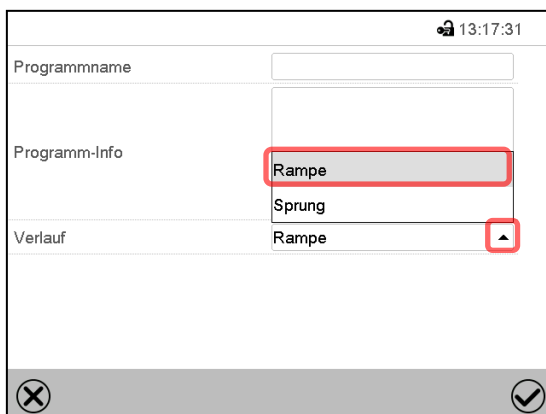 13:17:31
Programmname
Programm-Info
Rampe
Sprung
Verlauf
Rampe